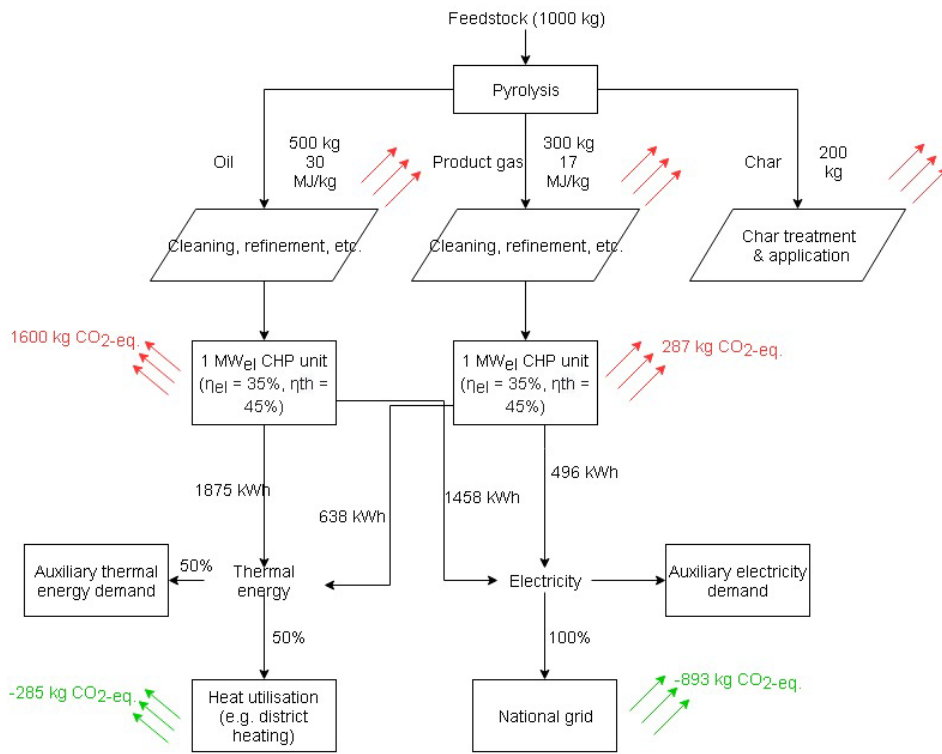 Feedstock (1000 kg)
Pyrolysis
Oil
500 kg
30
MJ/kg
Product gas
300 kg
17
MJ/kg
Char
200
kg
Cleaning, refinement, etc.
Cleaning, refinement, etc.
Char treatment
& application
1600 kg CO2-eq.
1 MWel CHP unit
(ηel = 35%, ηth =
45%)
1 MWel CHP unit
(ηel = 35%, ηth =
45%)
287 kg CO2-eq.
1875 kWh
638 kWh
1458 kWh
496 kWh
Auxiliary thermal
energy demand
50%
Thermal
energy
Electricity
Auxiliary electricity
demand
50%
100%
-285 kg CO2-eq.
Heat utilisation
(e.g. district
heating)
National grid
-893 kg CO2-eq.